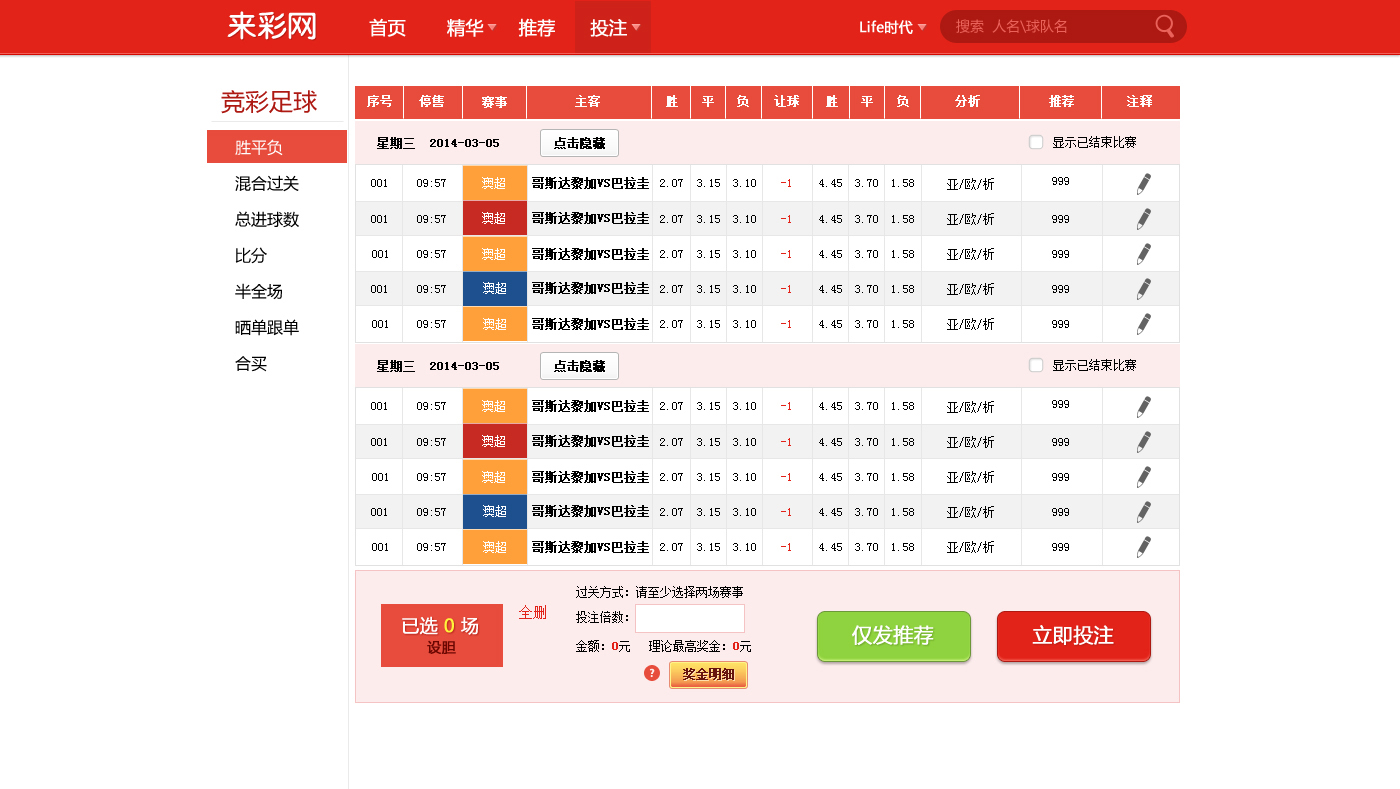 来彩网 首页 精华 推荐 投注 Life时代 搜索 人名\球队名
竞彩足球
胜平负
混合过关
总进球数
比分
半全场
晒单跟单
合买
序号 停售 赛事 主客 胜 平 负 让球 胜 平 负 分析 推荐 注释
星期三 2014-03-05 点击隐藏 显示已结束比赛
001 09:57 澳超 哥斯达黎加VS巴拉圭 2.07 3.15 3.10 -1 4.45 3.70 1.58 亚/欧/析 999
001 09:57 澳超 哥斯达黎加VS巴拉圭 2.07 3.15 3.10 -1 4.45 3.70 1.58 亚/欧/析 999
001 09:57 澳超 哥斯达黎加VS巴拉圭 2.07 3.15 3.10 -1 4.45 3.70 1.58 亚/欧/析 999
001 09:57 澳超 哥斯达黎加VS巴拉圭 2.07 3.15 3.10 -1 4.45 3.70 1.58 亚/欧/析 999
001 09:57 澳超 哥斯达黎加VS巴拉圭 2.07 3.15 3.10 -1 4.45 3.70 1.58 亚/欧/析 999
星期三 2014-03-05 点击隐藏 显示已结束比赛
001 09:57 澳超 哥斯达黎加VS巴拉圭 2.07 3.15 3.10 -1 4.45 3.70 1.58 亚/欧/析 999
001 09:57 澳超 哥斯达黎加VS巴拉圭 2.07 3.15 3.10 -1 4.45 3.70 1.58 亚/欧/析 999
001 09:57 澳超 哥斯达黎加VS巴拉圭 2.07 3.15 3.10 -1 4.45 3.70 1.58 亚/欧/析 999
001 09:57 澳超 哥斯达黎加VS巴拉圭 2.07 3.15 3.10 -1 4.45 3.70 1.58 亚/欧/析 999
001 09:57 澳超 哥斯达黎加VS巴拉圭 2.07 3.15 3.10 -1 4.45 3.70 1.58 亚/欧/析 999
已选 0 场
设胆
全删
过关方式：请至少选择两场赛事
投注倍数：
金额：0元 理论最高奖金：0元
? 奖金明细
仅发推荐
立即投注